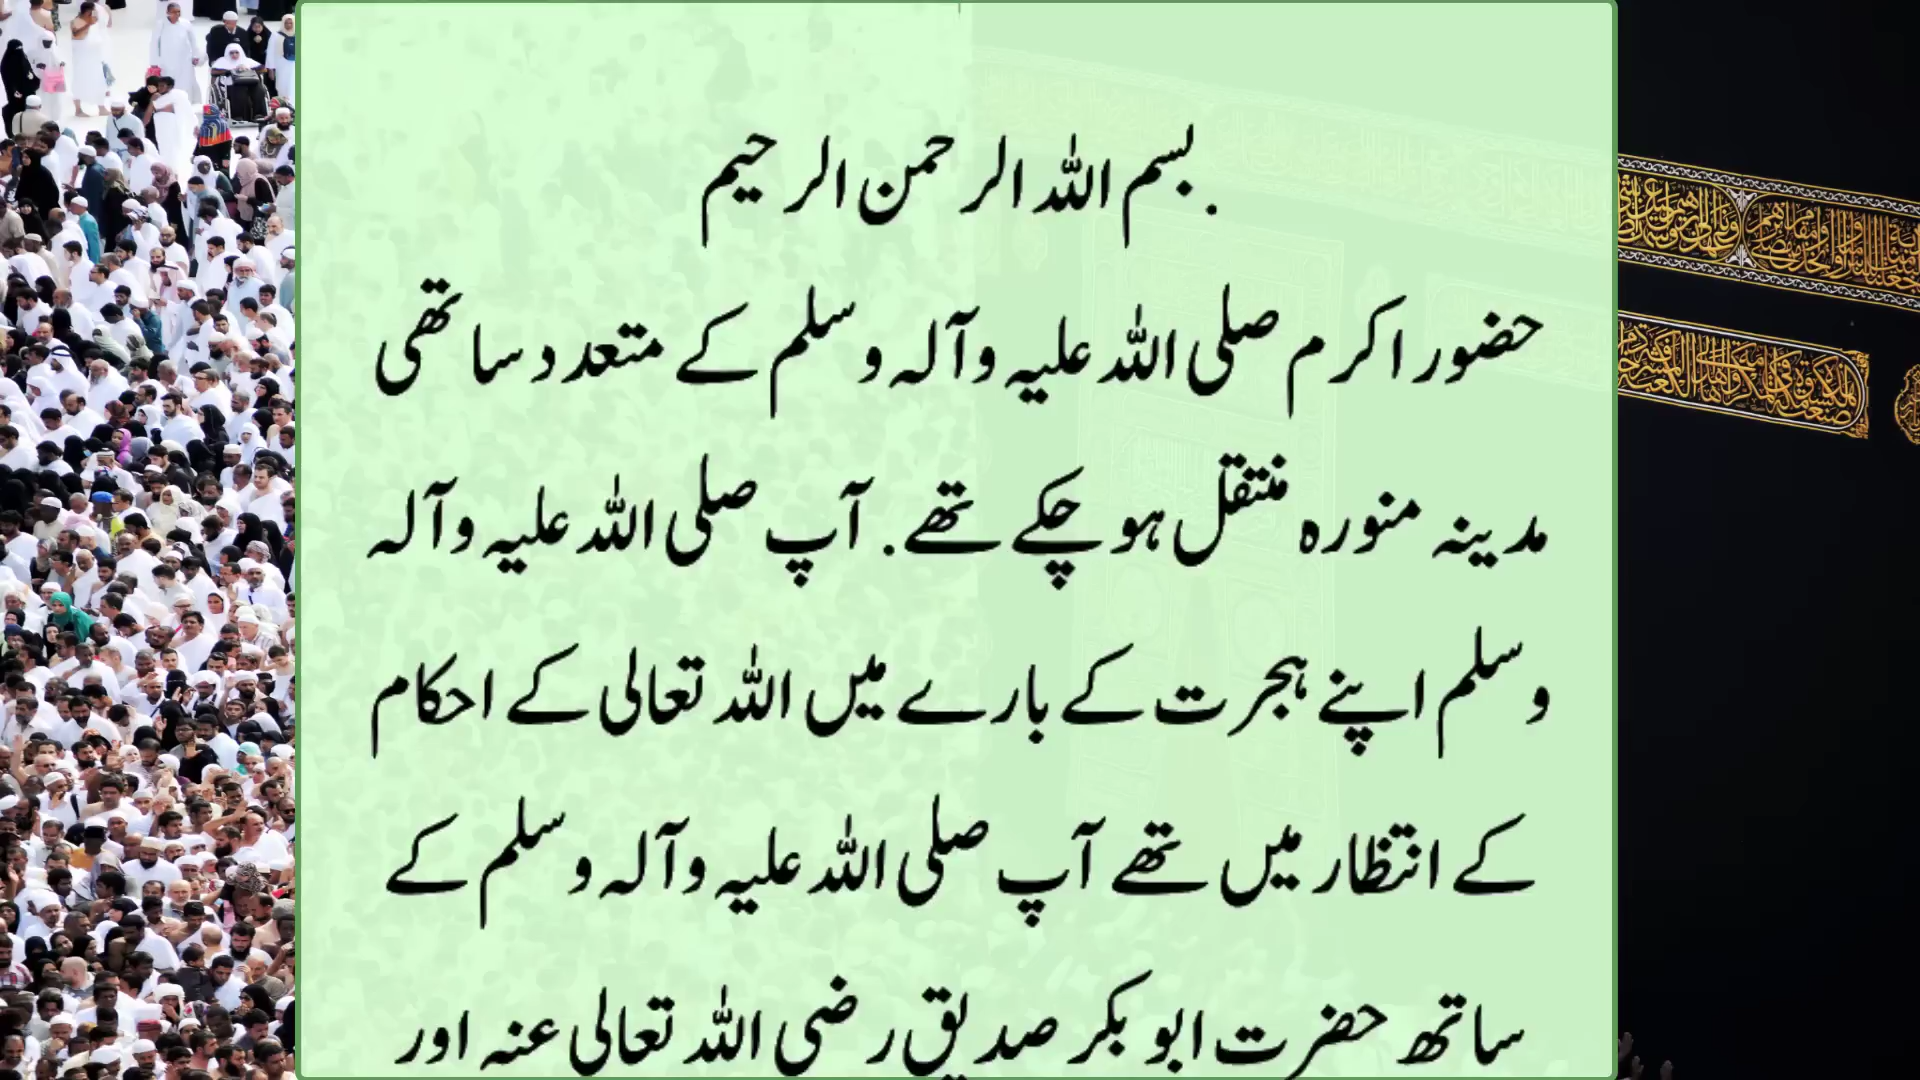 بسم اللہ الرحمن الرحیم.
حضور اکرم صلی اللہ علیہ وآلہ وسلم کے متعدد ساتھی
مدینہ منورہ منتقل ہو چکے تھے. آپ صلی اللہ علیہ وآلہ
وسلم اپنے ہجرت کے بارے میں اللہ تعالی کے احکام
کے انتظار میں تھے آپ صلی اللہ علیہ وآلہ وسلم کے
ساتھ حضرت ابو بکر صدیق رضی اللہ تعالی عنہ اور